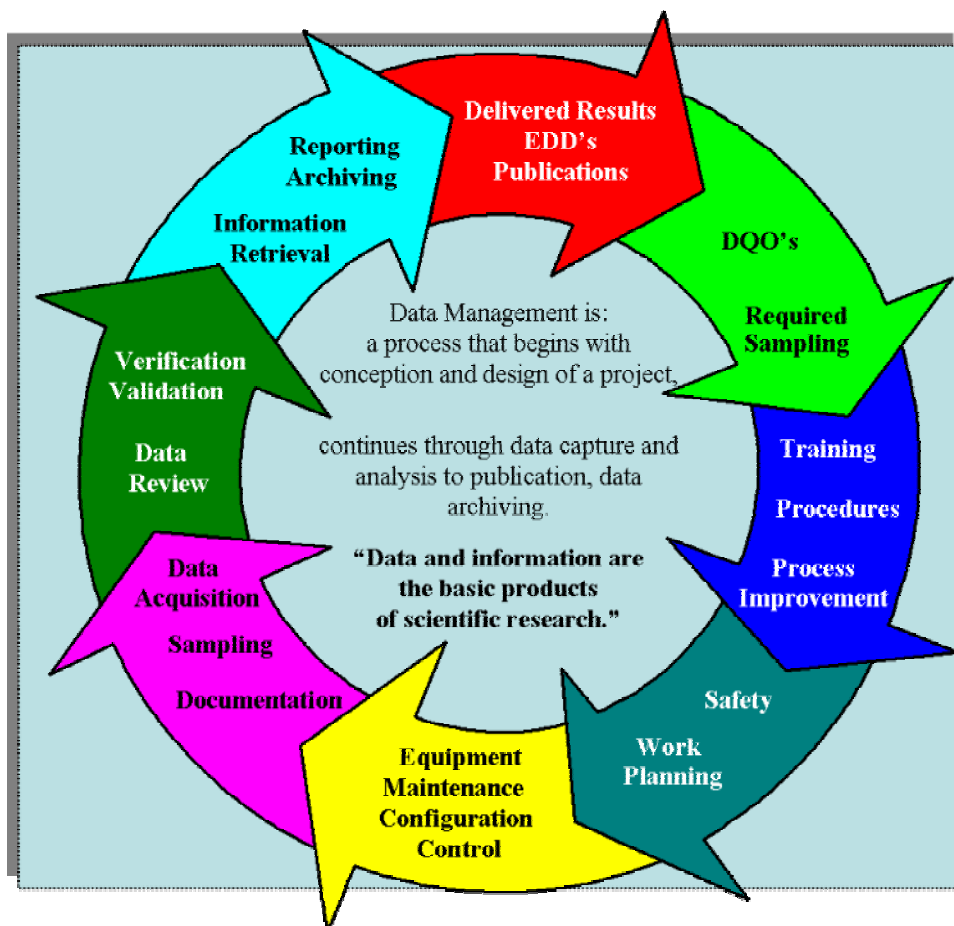 Delivered Results
EDD's
Publications
DQO's
Required
Sampling
Training
Procedures
Process
Improvement
Safety
Work
Planning
Equipment
Maintenance
Configuration
Control
Data
Acquisition
Sampling
Documentation
Verification
Validation
Data
Review
Reporting
Archiving
Information
Retrieval
Data Management is:
a process that begins with
conception and design of a project,
continues through data capture and
analysis to publication, data
archiving.
“Data and information are
the basic products
of scientific research.”